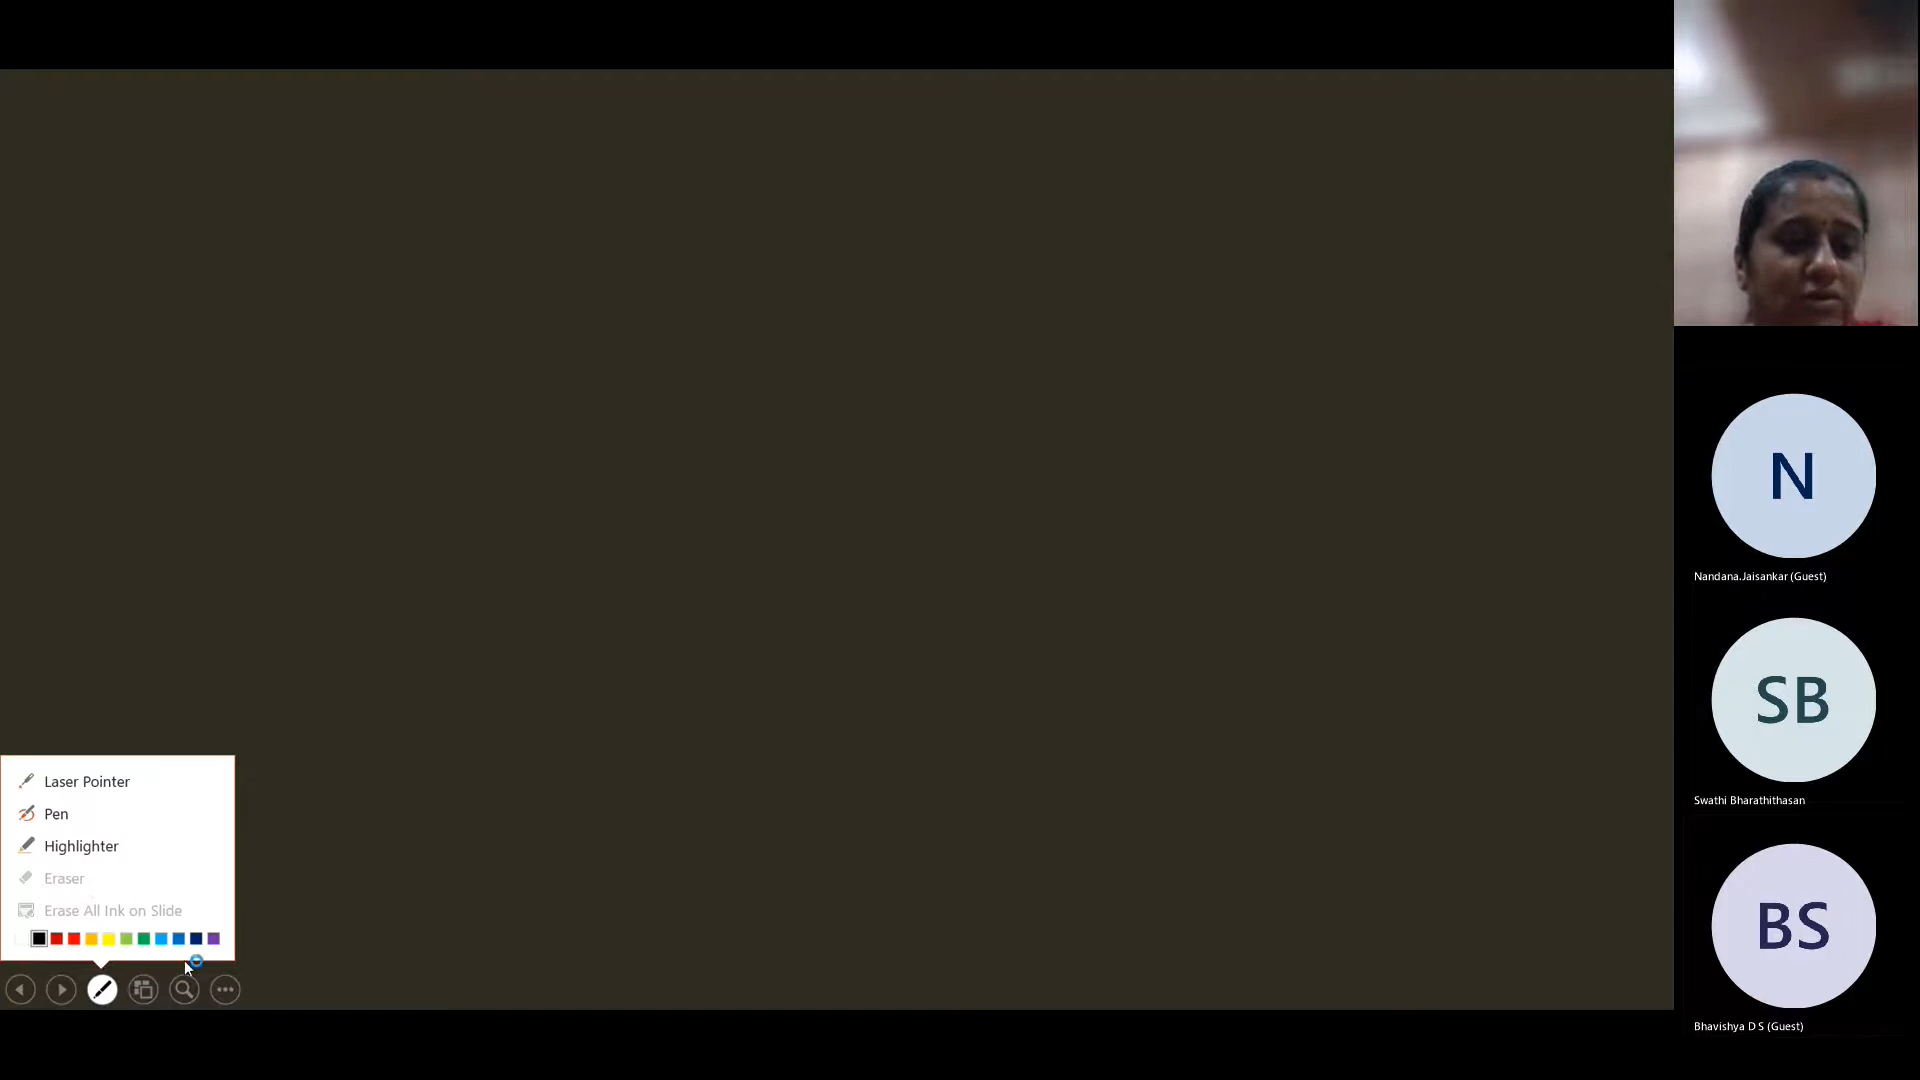 N
Nandana.Jaisankar (Guest)
SB
Swathi Bharathithasan
Laser Pointer
Pen
Highlighter
Eraser
Erase All Ink on Slide
BS
Bhavishya D S (Guest)